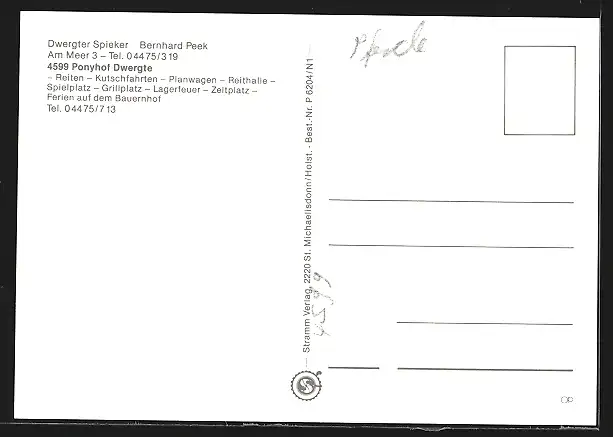 Dwergter Spieker Bernhard Peek
Am Meer 3 – Tel. 04475/319
4599 Ponyhof Dwergte
– Reiten – Kutschfahrten – Planwagen – Reithalle –
Spielplatz – Grillplatz – Lagerfeuer – Zeltplatz –
Ferien auf dem Bauernhof
Tel. 04475/713
Stramm Verlag, 2220 St. Michaelisdonn/Holst. - Best.-Nr. P 6204/N1
Pferde
4599